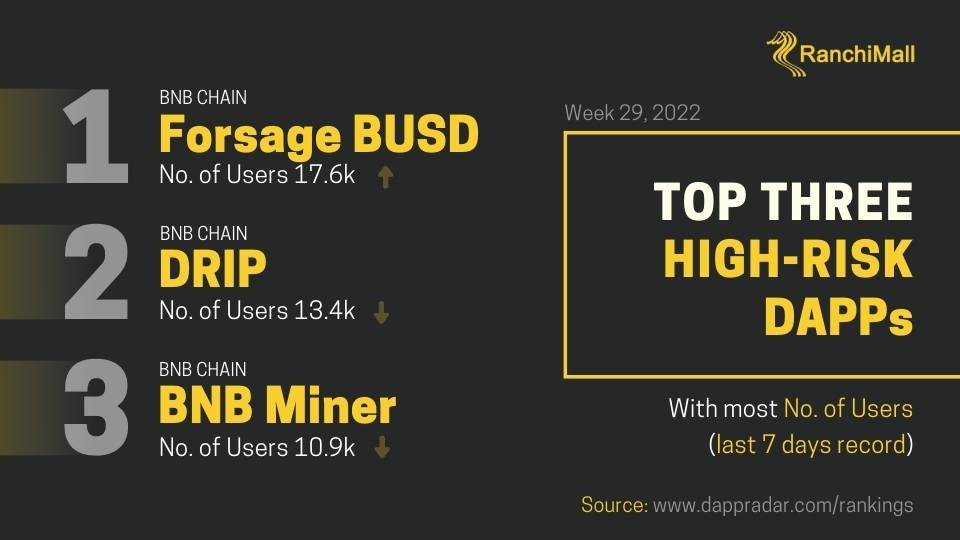 RanchiMall
Week 29, 2022
TOP THREE
HIGH-RISK
DAPPs
With most No. of Users
(last 7 days record)
1
BNB CHAIN
Forsage BUSD
No. of Users 17.6k
2
BNB CHAIN
DRIP
No. of Users 13.4k
3
BNB CHAIN
BNB Miner
No. of Users 10.9k
Source: www.dappradar.com/rankings